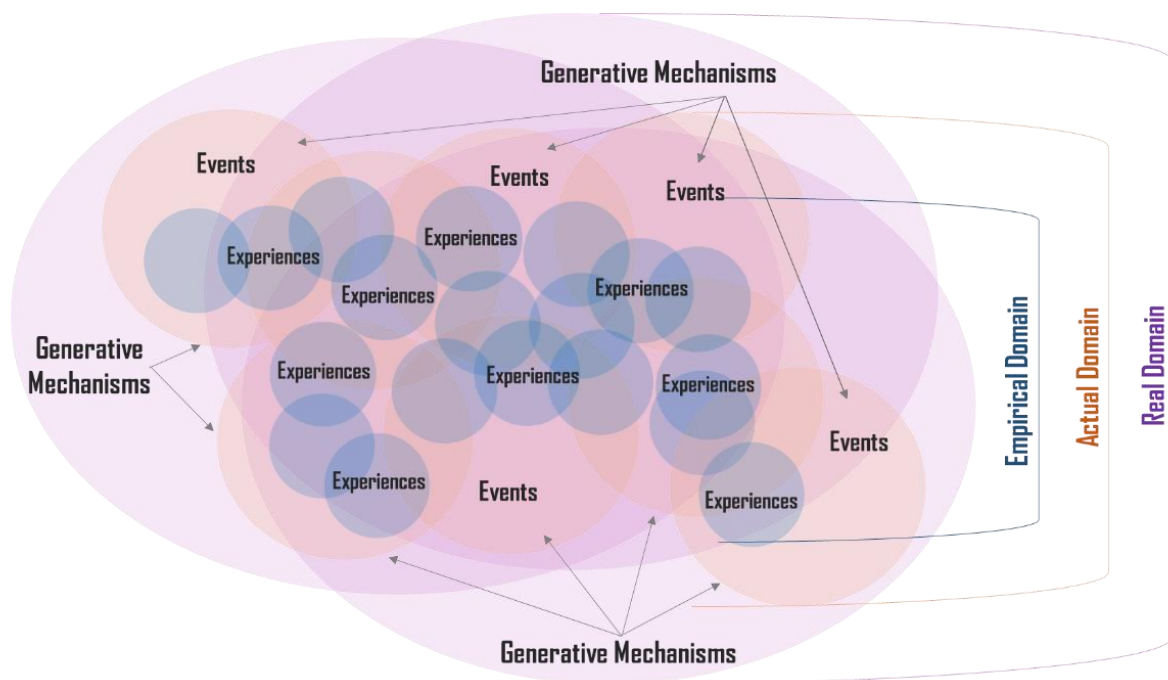 Generative Mechanisms
Events
Events
Events
Experiences
Experiences
Experiences
Experiences
Generative
Mechanisms
Experiences
Experiences
Experiences
Events
Experiences
Events
Experiences
Generative Mechanisms
Empirical Domain
Actual Domain
Real Domain